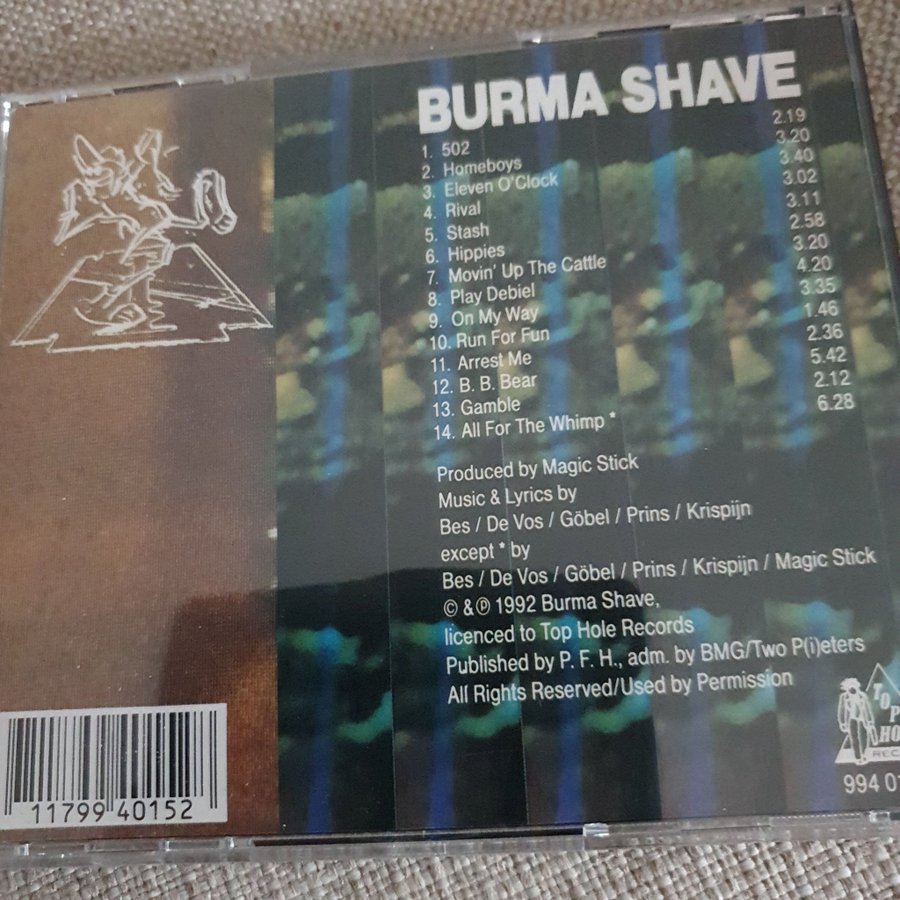 BURMA SHAVE
1. 502 2.19
2. Homeboys 3.20
3. Eleven O'Clock 3.40
4. Rival 3.02
5. Stash 3.11
6. Hippies 2.58
7. Movin' Up The Cattle 3.20
8. Play Debiel 4.20
9. On My Way 3.35
10. Run For Fun 1.46
11. Arrest Me 2.36
12. B. B. Bear 5.42
13. Gamble 2.12
14. All For The Whimp * 6.28
Produced by Magic Stick
Music & Lyrics by
Bes / De Vos / Göbel / Prins / Krispijn
except * by
Bes / De Vos / Göbel / Prins / Krispijn / Magic Stick
© & ℗ 1992 Burma Shave,
licenced to Top Hole Records
Published by P. F. H., adm. by BMG/Two P(i)eters
All Rights Reserved/Used by Permission
TOP
HO
REC
994 01
11799 40152